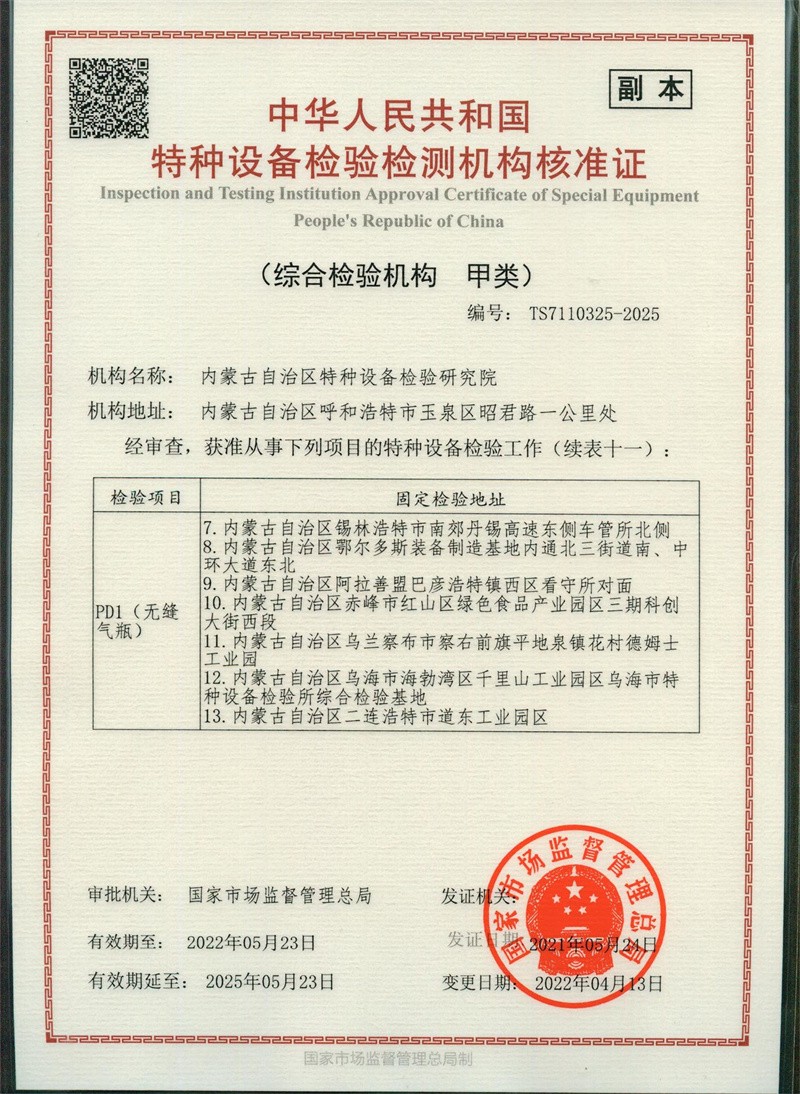 副 本
中华人民共和国
特种设备检验检测机构核准证
Inspection and Testing Institution Approval Certificate of Special Equipment
People's Republic of China
（综合检验机构 甲类）
编号： TS7110325-2025
机构名称： 内蒙古自治区特种设备检验研究院
机构地址： 内蒙古自治区呼和浩特市玉泉区昭君路一公里处
经审查，获准从事下列项目的特种设备检验工作（续表十一）：
检验项目 固定检验地址
PD1（无缝
气瓶）
7. 内蒙古自治区锡林浩特市南郊丹锡高速东侧车管所北侧
8. 内蒙古自治区鄂尔多斯装备制造基地内通北三街道南、中
环大道东北
9. 内蒙古自治区阿拉善盟巴彦浩特镇西区看守所对面
10. 内蒙古自治区赤峰市红山区绿色食品产业园区三期科创
大街西段
11. 内蒙古自治区乌兰察布市察右前旗平地泉镇花村德姆士
工业园
12. 内蒙古自治区乌海市海勃湾区千里山工业园区乌海市特
种设备检验所综合检验基地
13. 内蒙古自治区二连浩特市道东工业园区
审批机关： 国家市场监督管理总局
发证机关：
国家市场监督管理总局
有效期至： 2022年05月23日
发证日期 2021年05月24日
有效期延至： 2025年05月23日
变更日期： 2022年04月13日
国家市场监督管理总局制